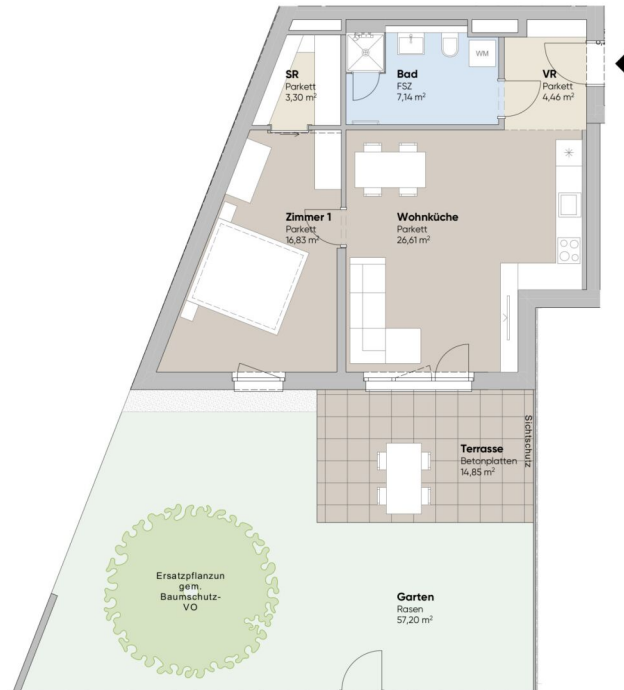 SR
Parkett
3,30 m²
Bad
FSZ
7,14 m²
WM
VR
Parkett
4,46 m²
Zimmer 1
Parkett
16,83 m²
Wohnküche
Parkett
26,61 m²
Terrasse
Betonplatten
14,85 m²
Sichtschutz
Ersatzpflanzun
gem.
Baumschutz-
VO
Garten
Rasen
57,20 m²